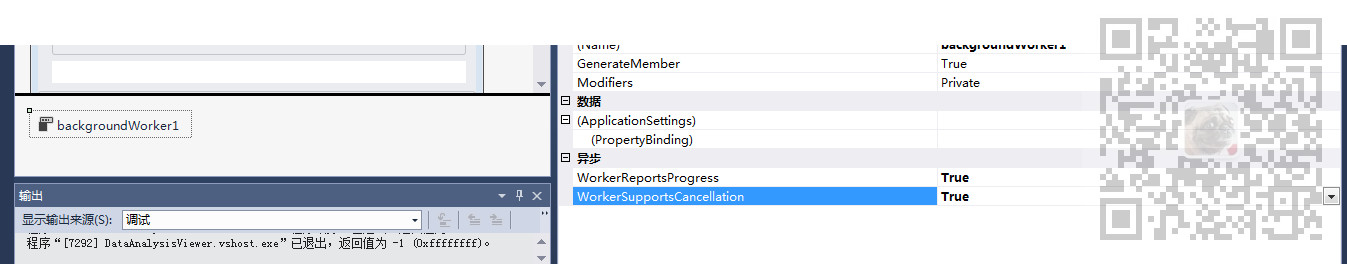 (Name) backgroundWorker1
GenerateMember True
Modifiers Private
数据
(ApplicationSettings)
(PropertyBinding)
异步
WorkerReportsProgress True
WorkerSupportsCancellation True
backgroundWorker1
输出
显示输出来源(S): 调试
程序“[7292] DataAnalysisViewer.vshost.exe”已退出，返回值为 -1 (0xffffffff)。